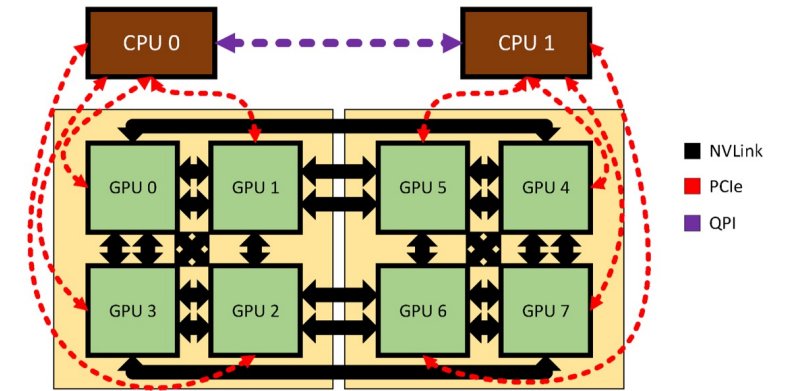 CPU 0
CPU 1
GPU 0
GPU 1
GPU 5
GPU 4
GPU 3
GPU 2
GPU 6
GPU 7
NVLink
PCIe
QPI